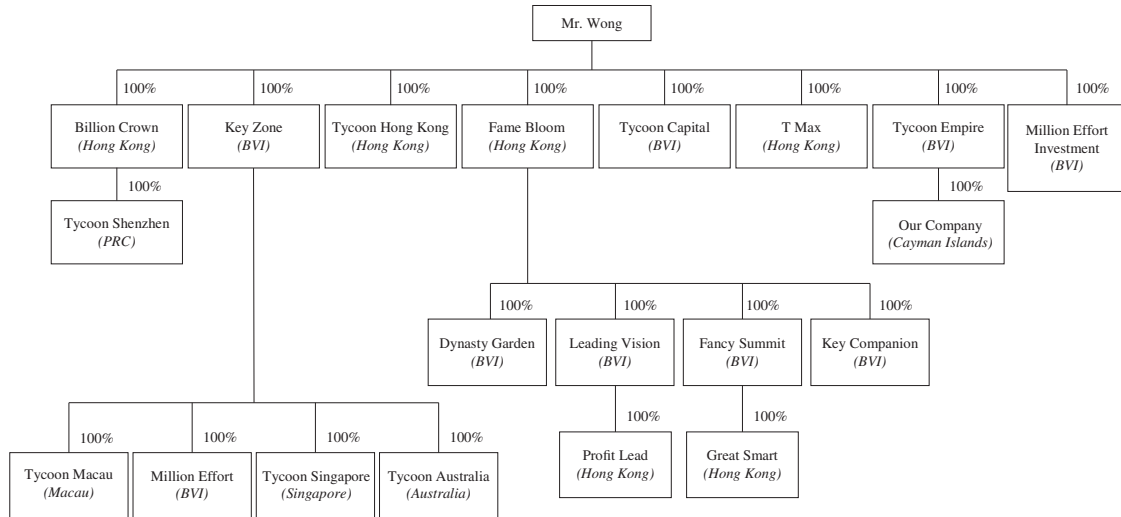 Mr. Wong
100%
100%
100%
100%
100%
100%
100%
100%
Billion Crown
(Hong Kong)
Key Zone
(BVI)
Tycoon Hong Kong
(Hong Kong)
Fame Bloom
(Hong Kong)
Tycoon Capital
(BVI)
T Max
(Hong Kong)
Tycoon Empire
(BVI)
Million Effort
Investment
(BVI)
100%
100%
Tycoon Shenzhen
(PRC)
Our Company
(Cayman Islands)
100%
100%
100%
100%
Dynasty Garden
(BVI)
Leading Vision
(BVI)
Fancy Summit
(BVI)
Key Companion
(BVI)
100%
100%
100%
100%
100%
100%
Tycoon Macau
(Macau)
Million Effort
(BVI)
Tycoon Singapore
(Singapore)
Tycoon Australia
(Australia)
Profit Lead
(Hong Kong)
Great Smart
(Hong Kong)